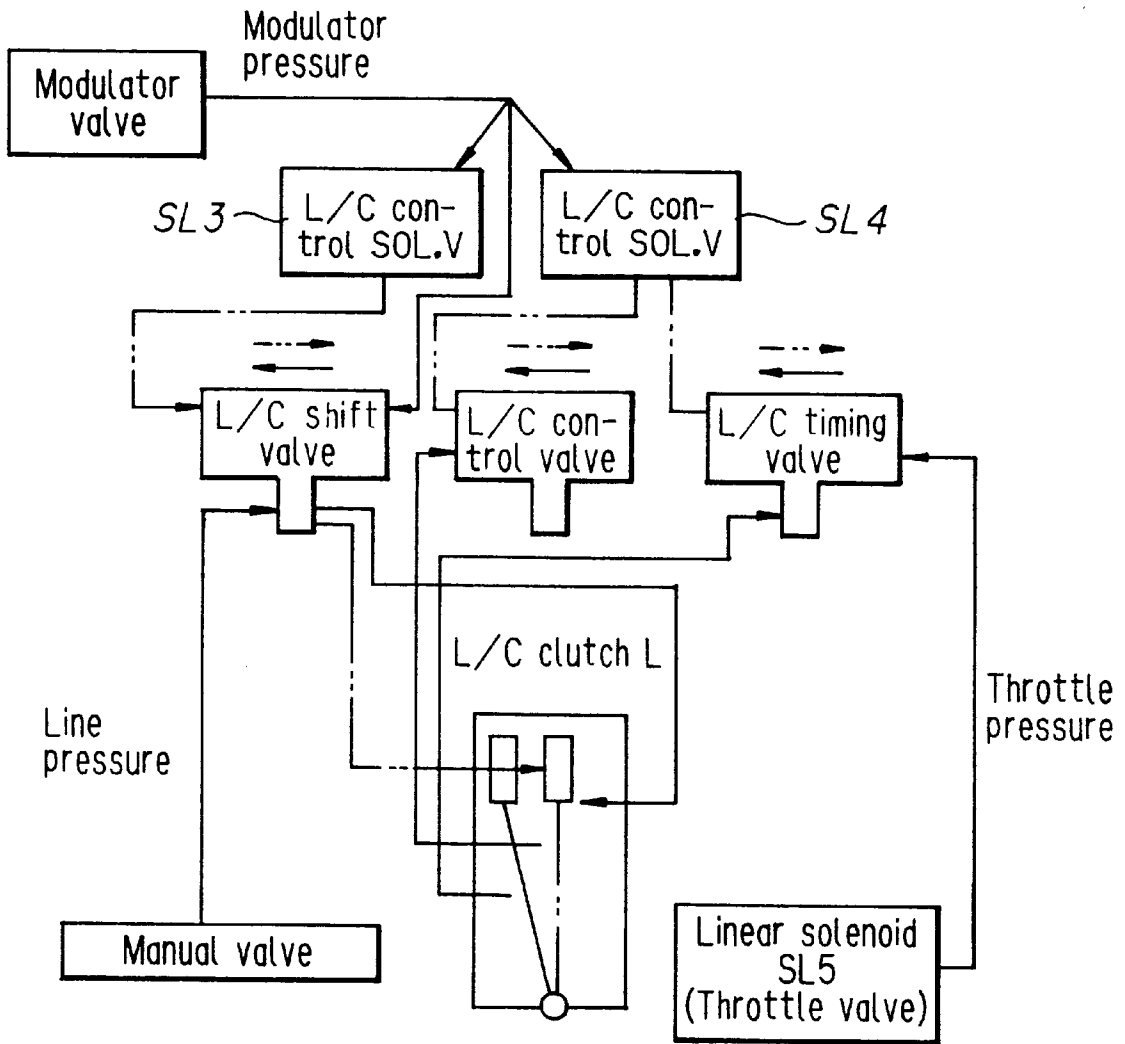 Modulator
pressure
Modulator
valve
SL3
L/C con-
trol SOL.V
L/C con-
trol SOL.V
SL4
L/C shift
valve
L/C con-
trol valve
L/C timing
valve
L/C clutch L
Line
pressure
Throttle
pressure
Manual valve
Linear solenoid
SL5
(Throttle valve)